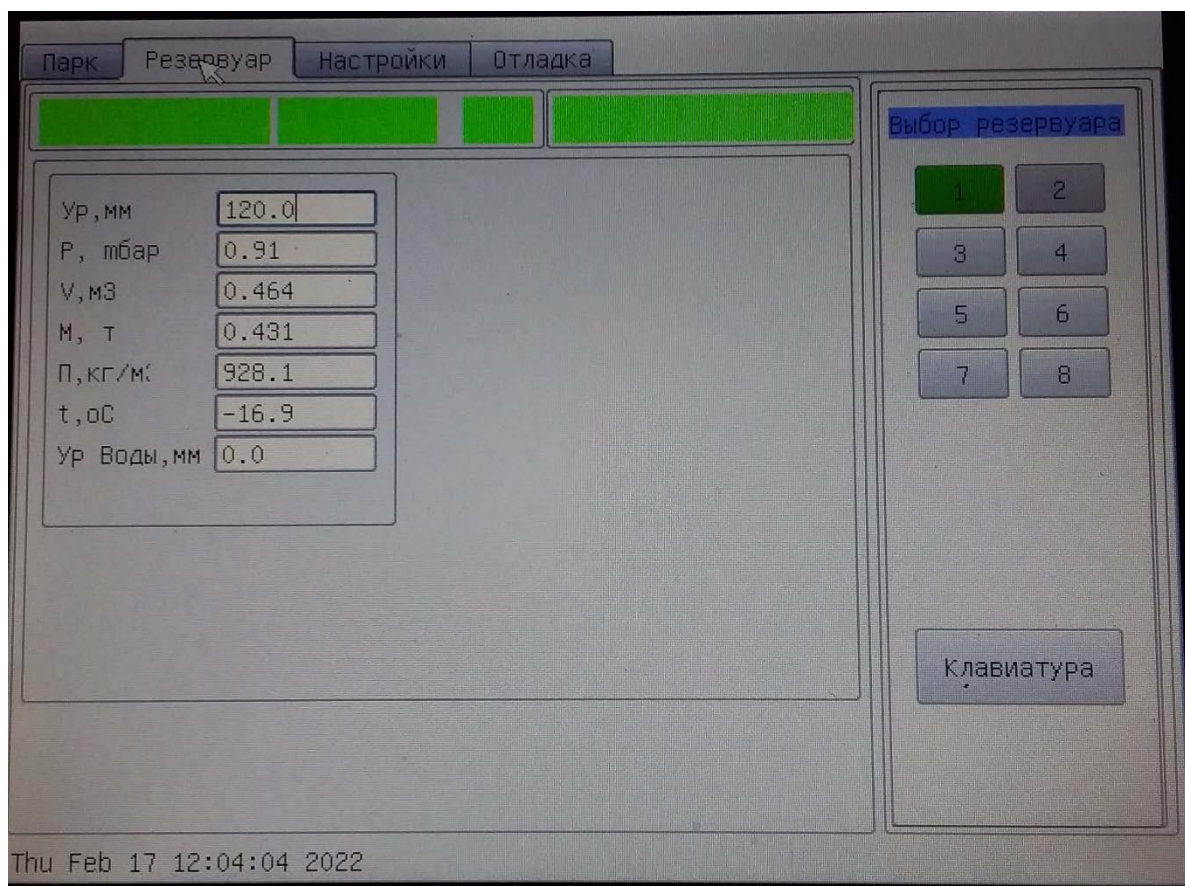 Парк Резервуар Настройки Отладка
Выбор резервуара
1 2
3 4
5 6
7 8
Клавиатура
Ур,мм 120.0
P, mбар 0.91
V,м3 0.464
М, т 0.431
П,кг/м 928.1
t,оС -16.9
Ур Воды,мм 0.0
Thu Feb 17 12:04:04 2022